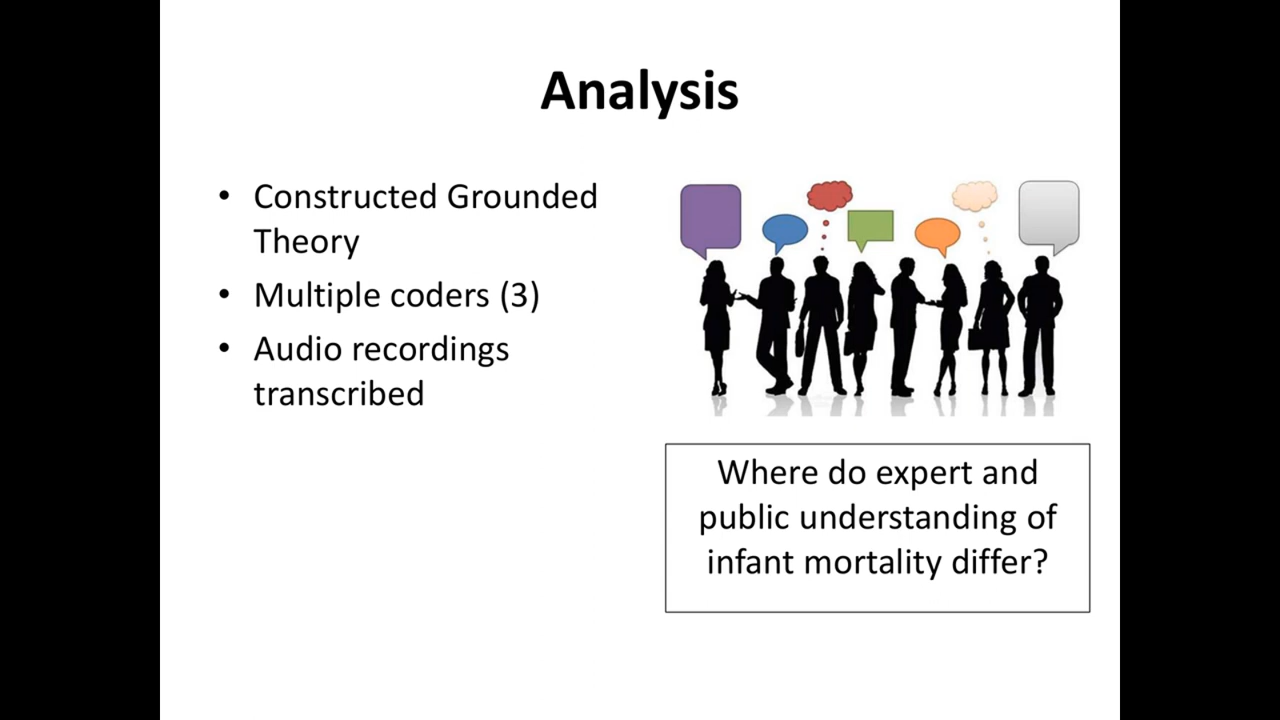 Analysis
• Constructed Grounded
Theory
• Multiple coders (3)
• Audio recordings
transcribed
Where do expert and
public understanding of
infant mortality differ?